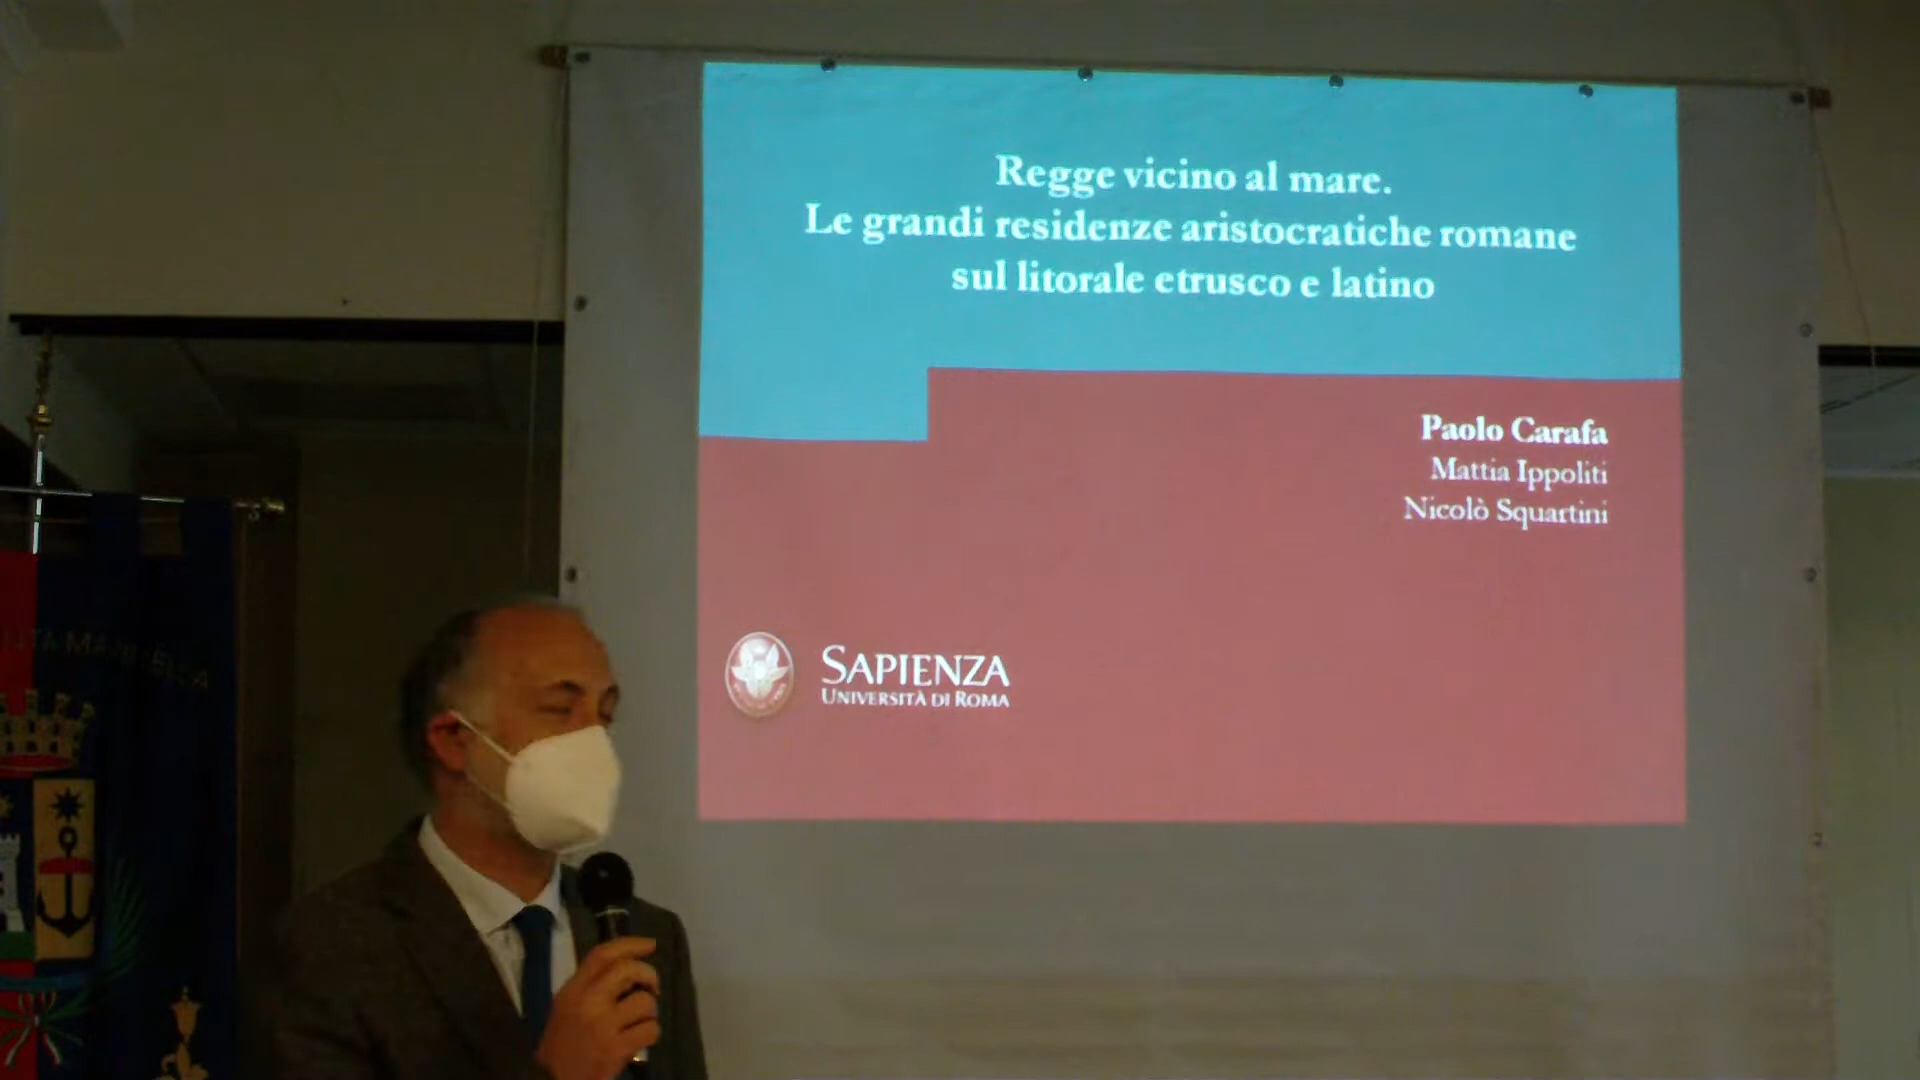 Regge vicino al mare.
Le grandi residenze aristocratiche romane
sul litorale etrusco e latino
Paolo Carafa
Mattia Ippoliti
Nicolò Squartini
SAPIENZA
UNIVERSITÀ DI ROMA